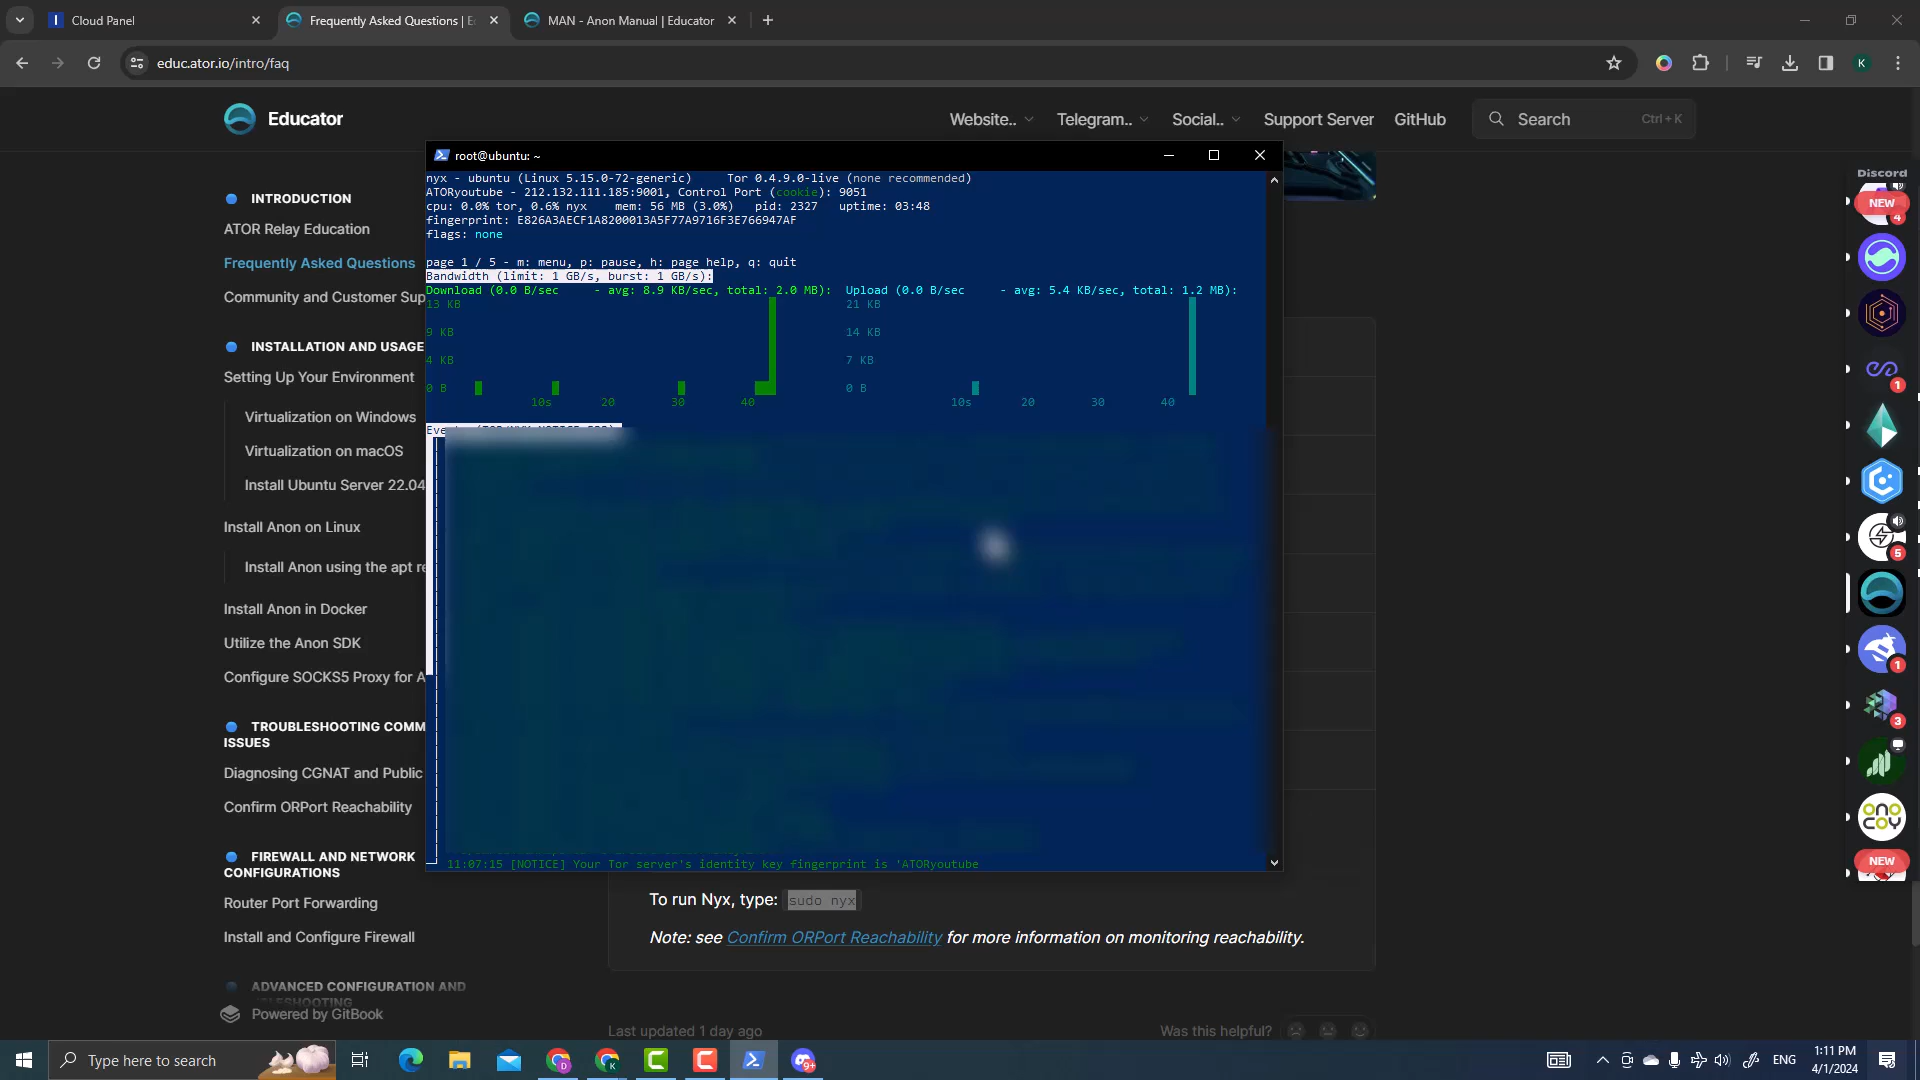 Cloud Panel
Frequently Asked Questions | E
MAN - Anon Manual | Educator
educ.ator.io/intro/faq
K
Educator
Website..
Telegram..
Social..
Support Server
GitHub
Search
Ctrl + K
INTRODUCTION
ATOR Relay Education
Frequently Asked Questions
Community and Customer Sup
INSTALLATION AND USAGE
Setting Up Your Environment
Virtualization on Windows
Virtualization on macOS
Install Ubuntu Server 22.04
Install Anon on Linux
Install Anon using the apt re
Install Anon in Docker
Utilize the Anon SDK
Configure SOCKS5 Proxy for A
TROUBLESHOOTING COMM
ISSUES
Diagnosing CGNAT and Public
Confirm ORPort Reachability
FIREWALL AND NETWORK
CONFIGURATIONS
Router Port Forwarding
Install and Configure Firewall
ADVANCED CONFIGURATION AND
Powered by GitBook
root@ubuntu: ~
nyx - ubuntu (Linux 5.15.0-72-generic) Tor 0.4.9.0-live (none recommended)
ATORyoutube - 212.132.111.185:9001, Control Port (cookie): 9051
cpu: 0.0% tor, 0.6% nyx mem: 56 MB (3.0%) pid: 2327 uptime: 03:48
fingerprint: E826A3AECF1A8200013A5F77A9716F3E766947AF
flags: none
page 1 / 5 - m: menu, p: pause, h: page help, q: quit
Bandwidth (limit: 1 GB/s, burst: 1 GB/s):
Download (0.0 B/sec - avg: 8.9 KB/sec, total: 2.0 MB): Upload (0.0 B/sec - avg: 5.4 KB/sec, total: 1.2 MB):
13 KB 21 KB
9 KB 14 KB
4 KB 7 KB
0 B 0 B
10s 20 30 40 10s 20 30 40
11:07:15 [NOTICE] Your Tor server's identity key fingerprint is 'ATORyoutube
To run Nyx, type: sudo nyx
Note: see Confirm ORPort Reachability for more information on monitoring reachability.
Last updated 1 day ago
Was this helpful?
Discord
NEW
4
1
5
1
3
ONO
COY
NEW
Type here to search
D
K
9+
ENG
1:11 PM
4/1/2024